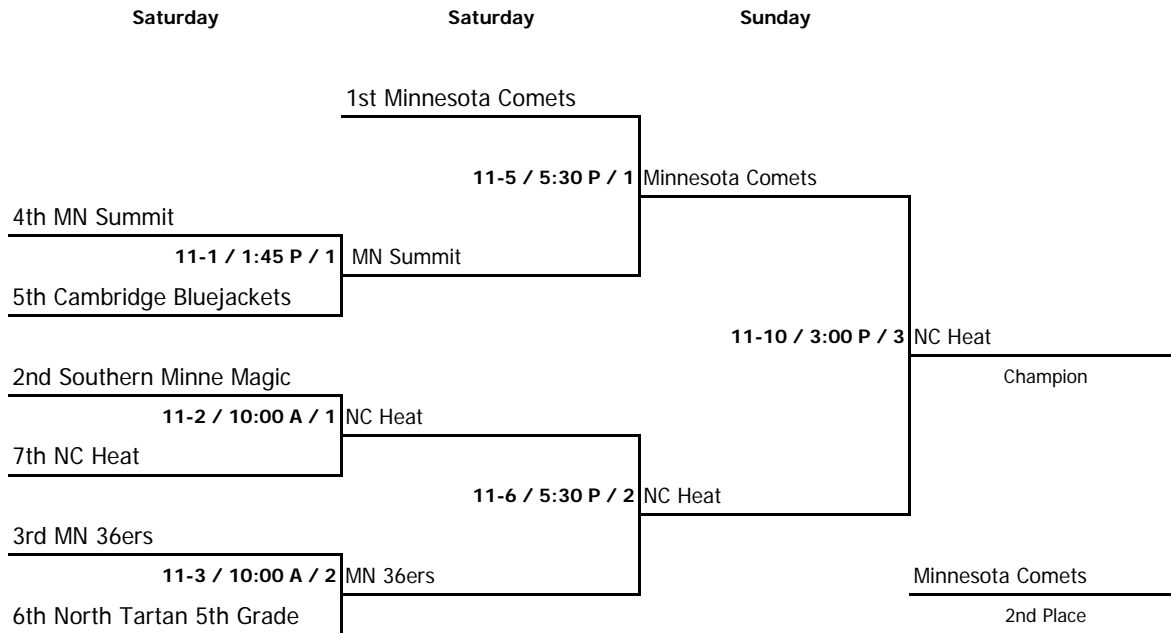 Saturday Saturday Sunday
1st Minnesota Comets
11-5 / 5:30 P / 1 Minnesota Comets
4th MN Summit
11-1 / 1:45 P / 1 MN Summit
5th Cambridge Bluejackets
11-10 / 3:00 P / 3 NC Heat
2nd Southern Minne Magic
Champion
11-2 / 10:00 A / 1 NC Heat
7th NC Heat
11-6 / 5:30 P / 2 NC Heat
3rd MN 36ers
11-3 / 10:00 A / 2 MN 36ers Minnesota Comets
6th North Tartan 5th Grade 2nd Place